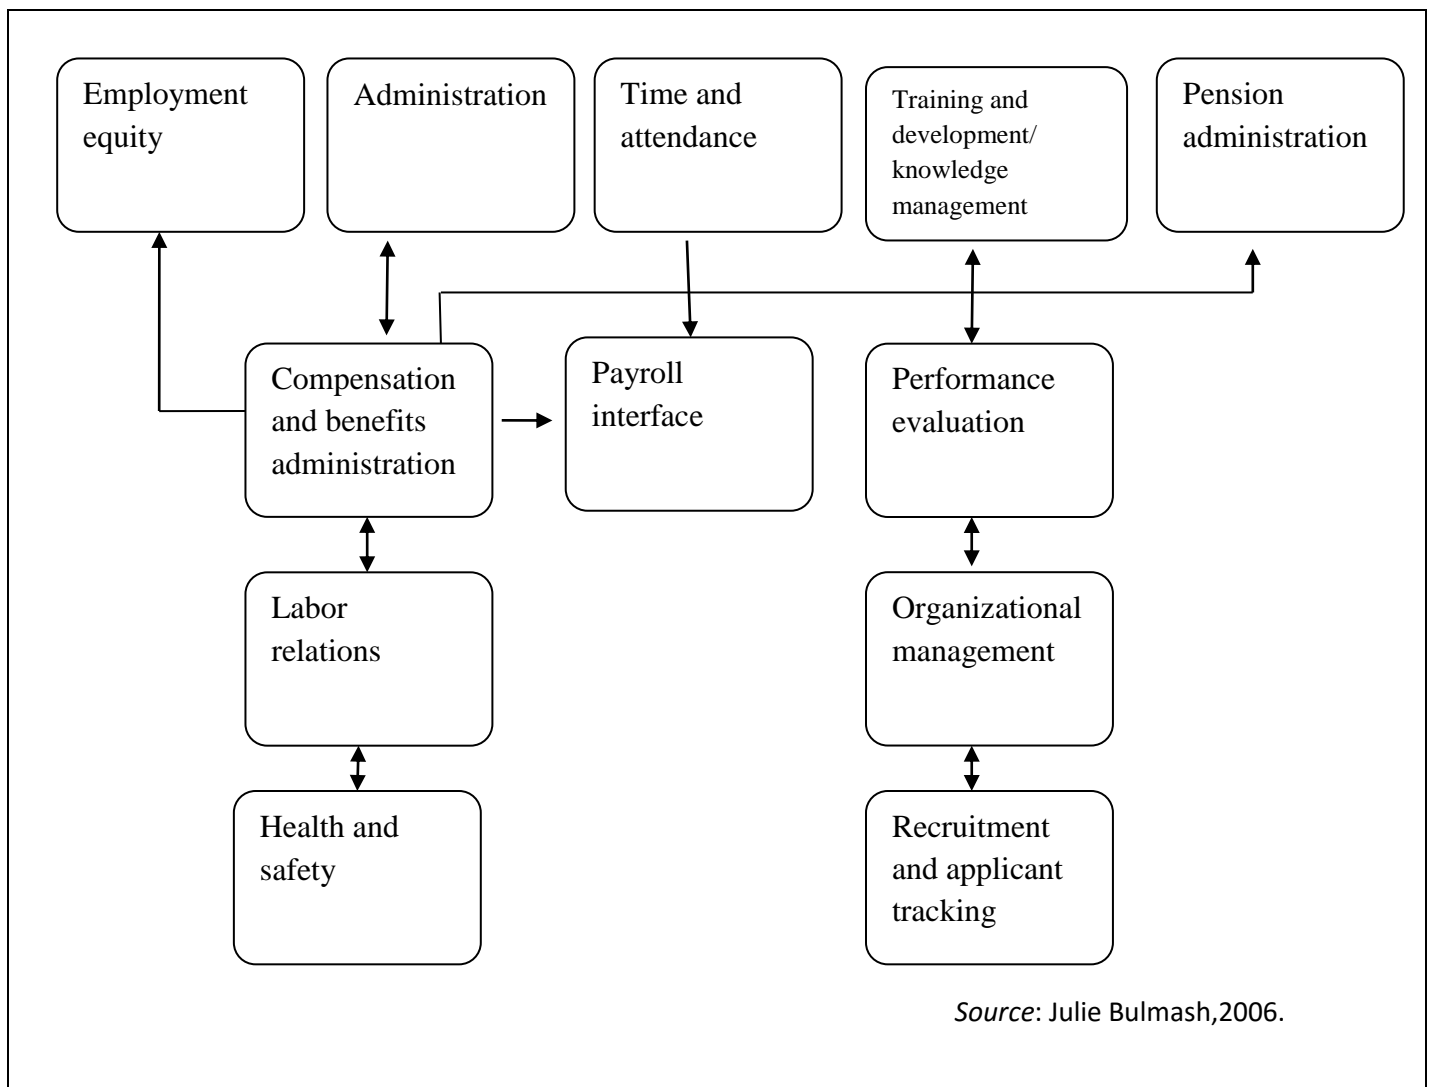 Employment
equity
Administration
Time and
attendance
Training and
development/
knowledge
management
Pension
administration
Compensation
and benefits
administration
Payroll
interface
Performance
evaluation
Labor
relations
Organizational
management
Health and
safety
Recruitment
and applicant
tracking
Source: Julie Bulmash,2006.